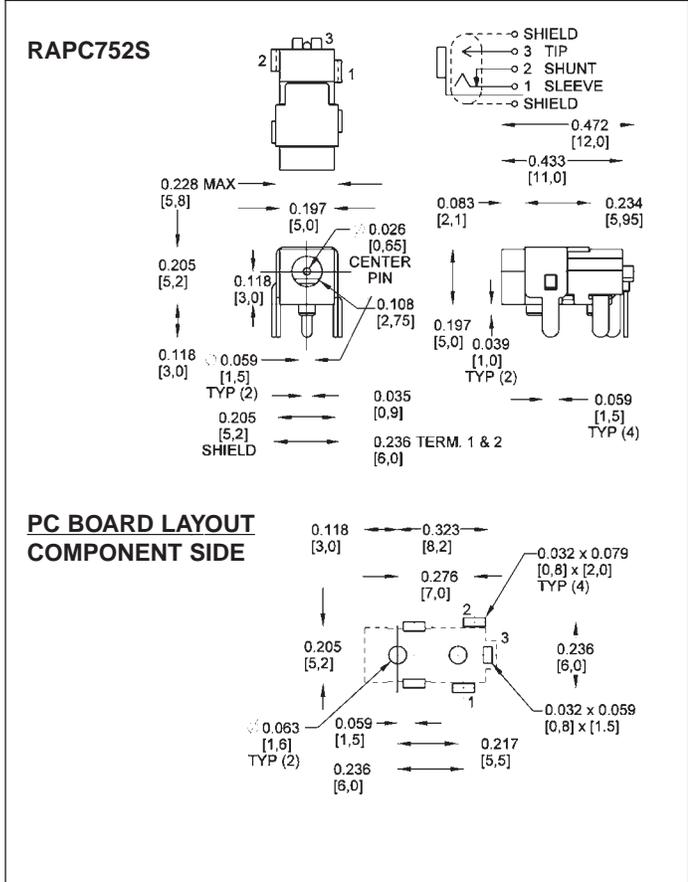 RAPC752S
3
2
1
SHIELD
3 TIP
2 SHUNT
1 SLEEVE
SHIELD
0.472
[12,0]
0.433
[11,0]
0.228 MAX
[5,8]
0.197
[5,0]
∅ 0.026
[0,65]
CENTER
PIN
0.083
[2,1]
0.234
[5,95]
0.205
[5,2]
0.118
[3,0]
0.108
[2,75]
0.118
[3,0]
∅ 0.059
[1,5]
TYP (2)
0.197
[5,0]
0.039
[1,0]
TYP (2)
0.035
[0,9]
0.059
[1,5]
TYP (4)
0.205
[5,2]
SHIELD
0.236 TERM. 1 & 2
[6,0]
PC BOARD LAYOUT
COMPONENT SIDE
0.118
[3,0]
0.323
[8,2]
0.276
[7,0]
0.032 x 0.079
[0,8] x [2,0]
TYP (4)
2
3
1
0.205
[5,2]
0.236
[6,0]
0.032 x 0.059
[0,8] x [1.5]
∅ 0.063
[1,6]
TYP (2)
0.059
[1,5]
0.217
[5,5]
0.236
[6,0]